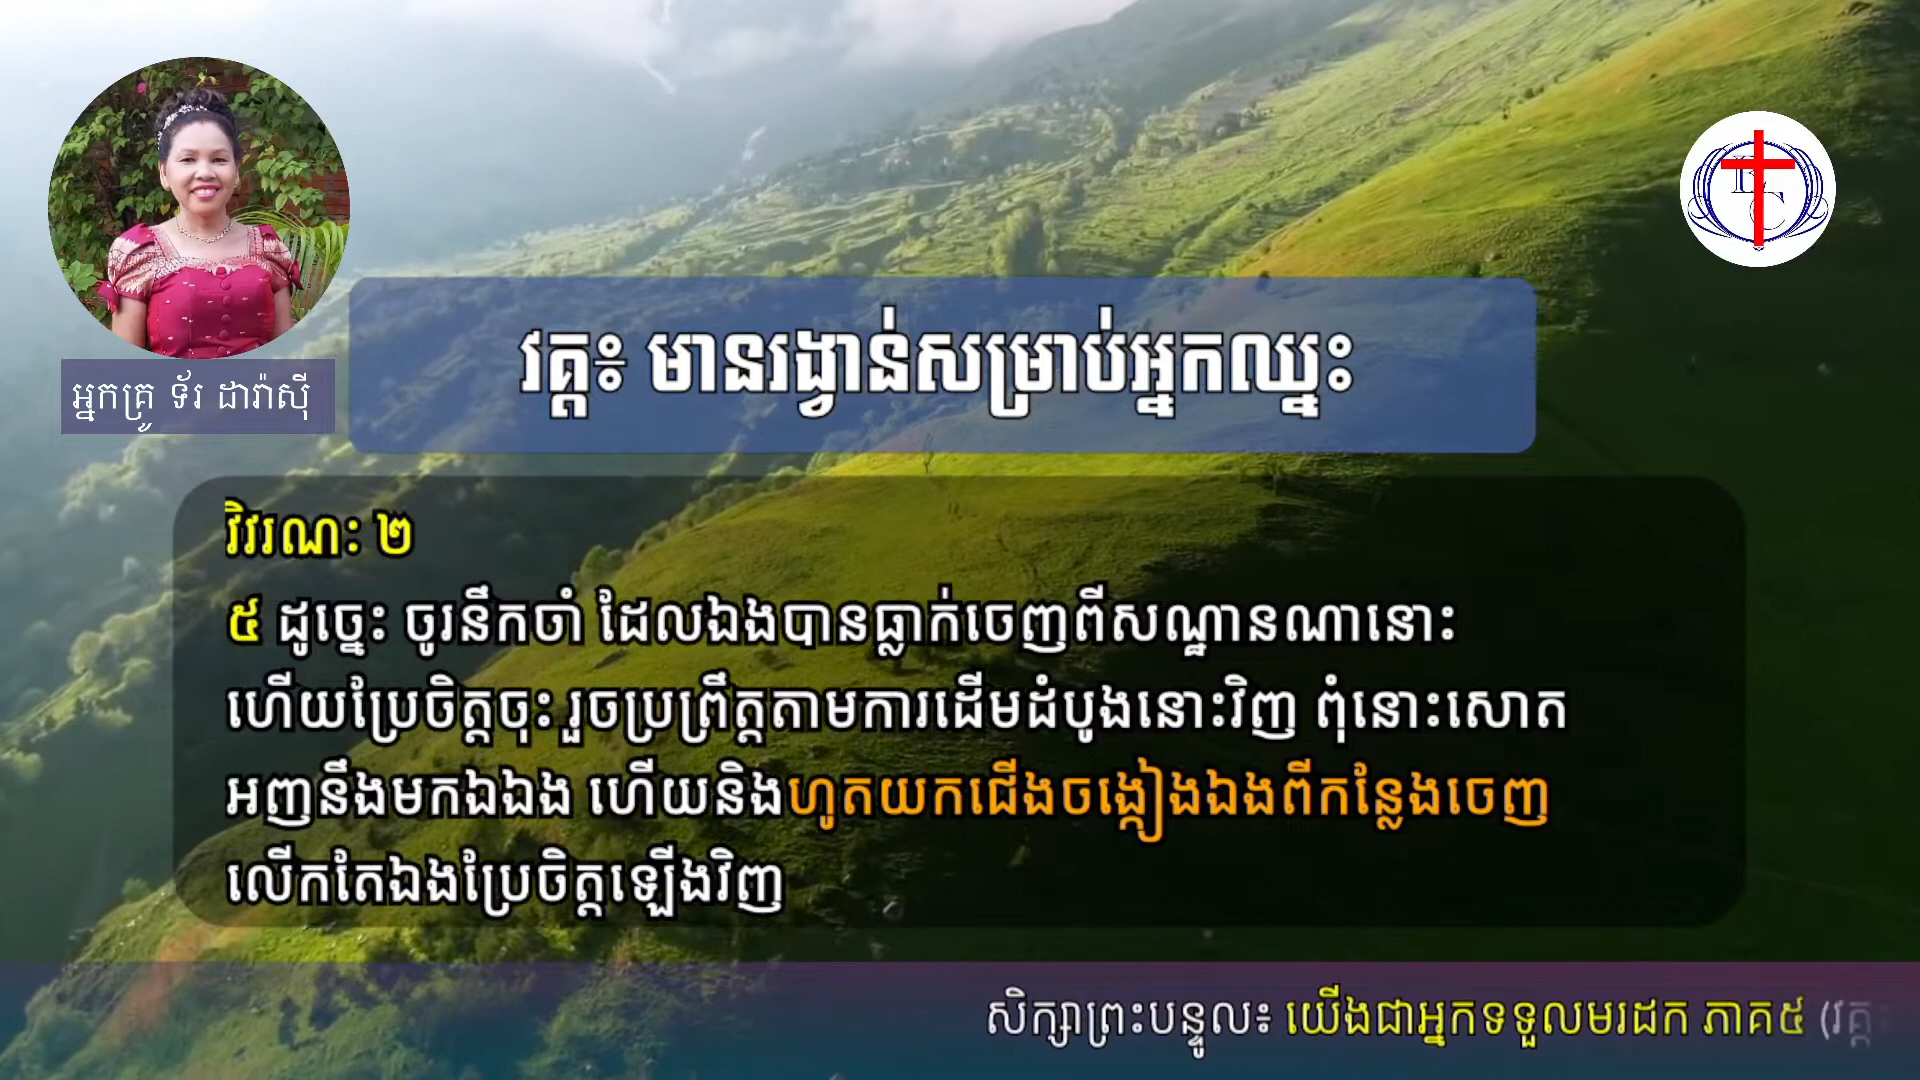 អ្នកគ្រូ ទ័រ ដារ៉ាស៊ី
វគ្គ៖ មានរង្វាន់សម្រាប់អ្នកឈ្នះ
វិវរណៈ ២
៥ ដូច្នេះ ចូរនឹកចាំ ដែលឯងបានធ្លាក់ចេញពីសណ្ឋានណានោះ
ហើយប្រែចិត្តចុះ រួចប្រព្រឹត្តតាមការដើមដំបូងនោះវិញ ពុំនោះសោត
អញនឹងមកឯឯង ហើយនិងហូតយកជើងចង្កៀងឯងពីកន្លែងចេញ
លើកតែឯងប្រែចិត្តឡើងវិញ
សិក្សាព្រះបន្ទូល៖ យើងជាអ្នកទទួលមរដក ភាគ៥ (វគ្គ